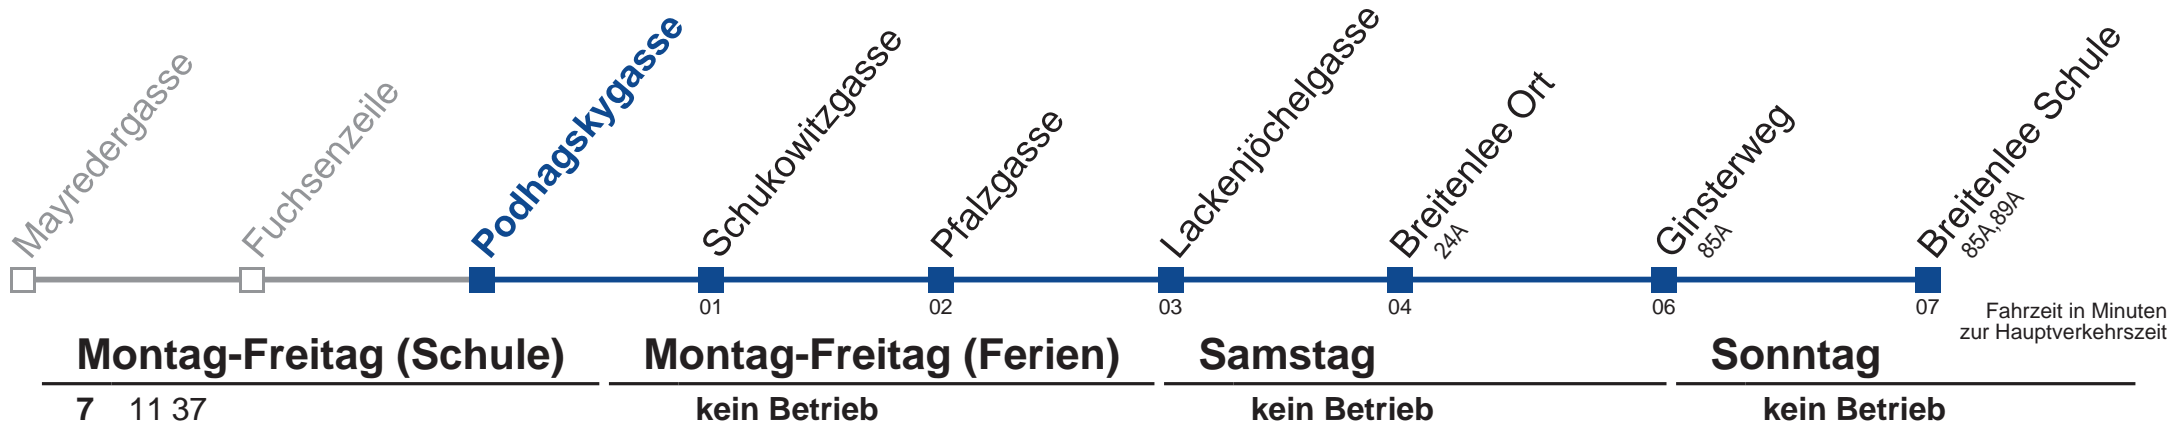 Mayredergasse
Fuchsenzeile
Podhagskygasse
Schukowitzgasse
Pfalzgasse
Lackenjöchelgasse
Breitenlee Ort
24A
Ginsterweg
85A
Breitenlee Schule
85A,89A
01 02 03 04 06 07
Fahrzeit in Minuten
zur Hauptverkehrszeit
Montag-Freitag (Schule) Montag-Freitag (Ferien) Samstag Sonntag
7 11 37 kein Betrieb kein Betrieb kein Betrieb